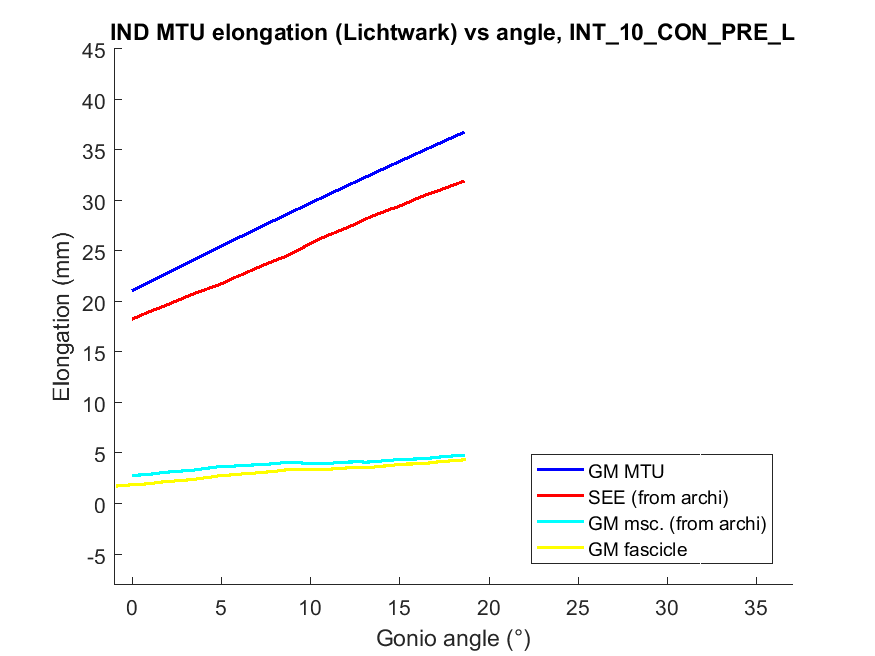 IND MTU elongation (Lichtwark) vs angle, INT_10_CON_PRE_L
45
40
35
30
25
20
15
10
5
0
-5
Elongation (mm)
GM MTU
SEE (from archi)
GM msc. (from archi)
GM fascicle
0 5 10 15 20 25 30 35
Gonio angle (°)